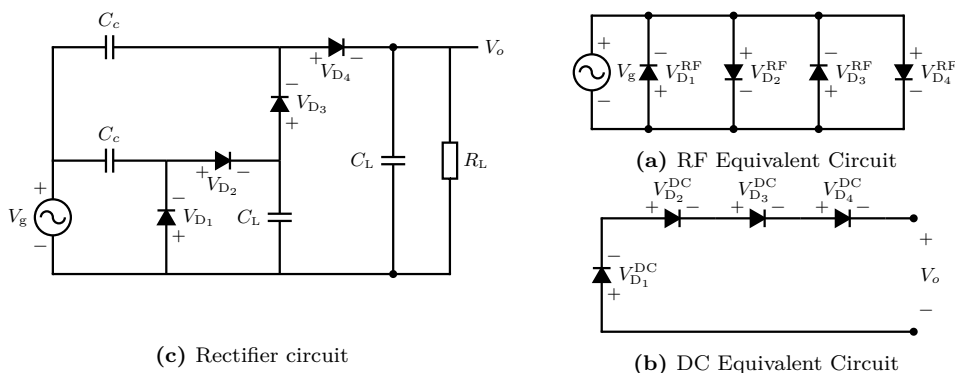 C_c
+ −
V_D4
V_o
−
V_D3
+
C_c
+ −
V_D2
C_L
R_L
+
V_g
−
−
V_D1
+
C_L
(c) Rectifier circuit
+
V_g
−
−
V_D1^RF
+
+
V_D2^RF
−
−
V_D3^RF
+
+
V_D4^RF
−
(a) RF Equivalent Circuit
V_D2^DC V_D3^DC V_D4^DC
+ − + − + −
−
V_D1^DC
+
+
V_o
−
(b) DC Equivalent Circuit